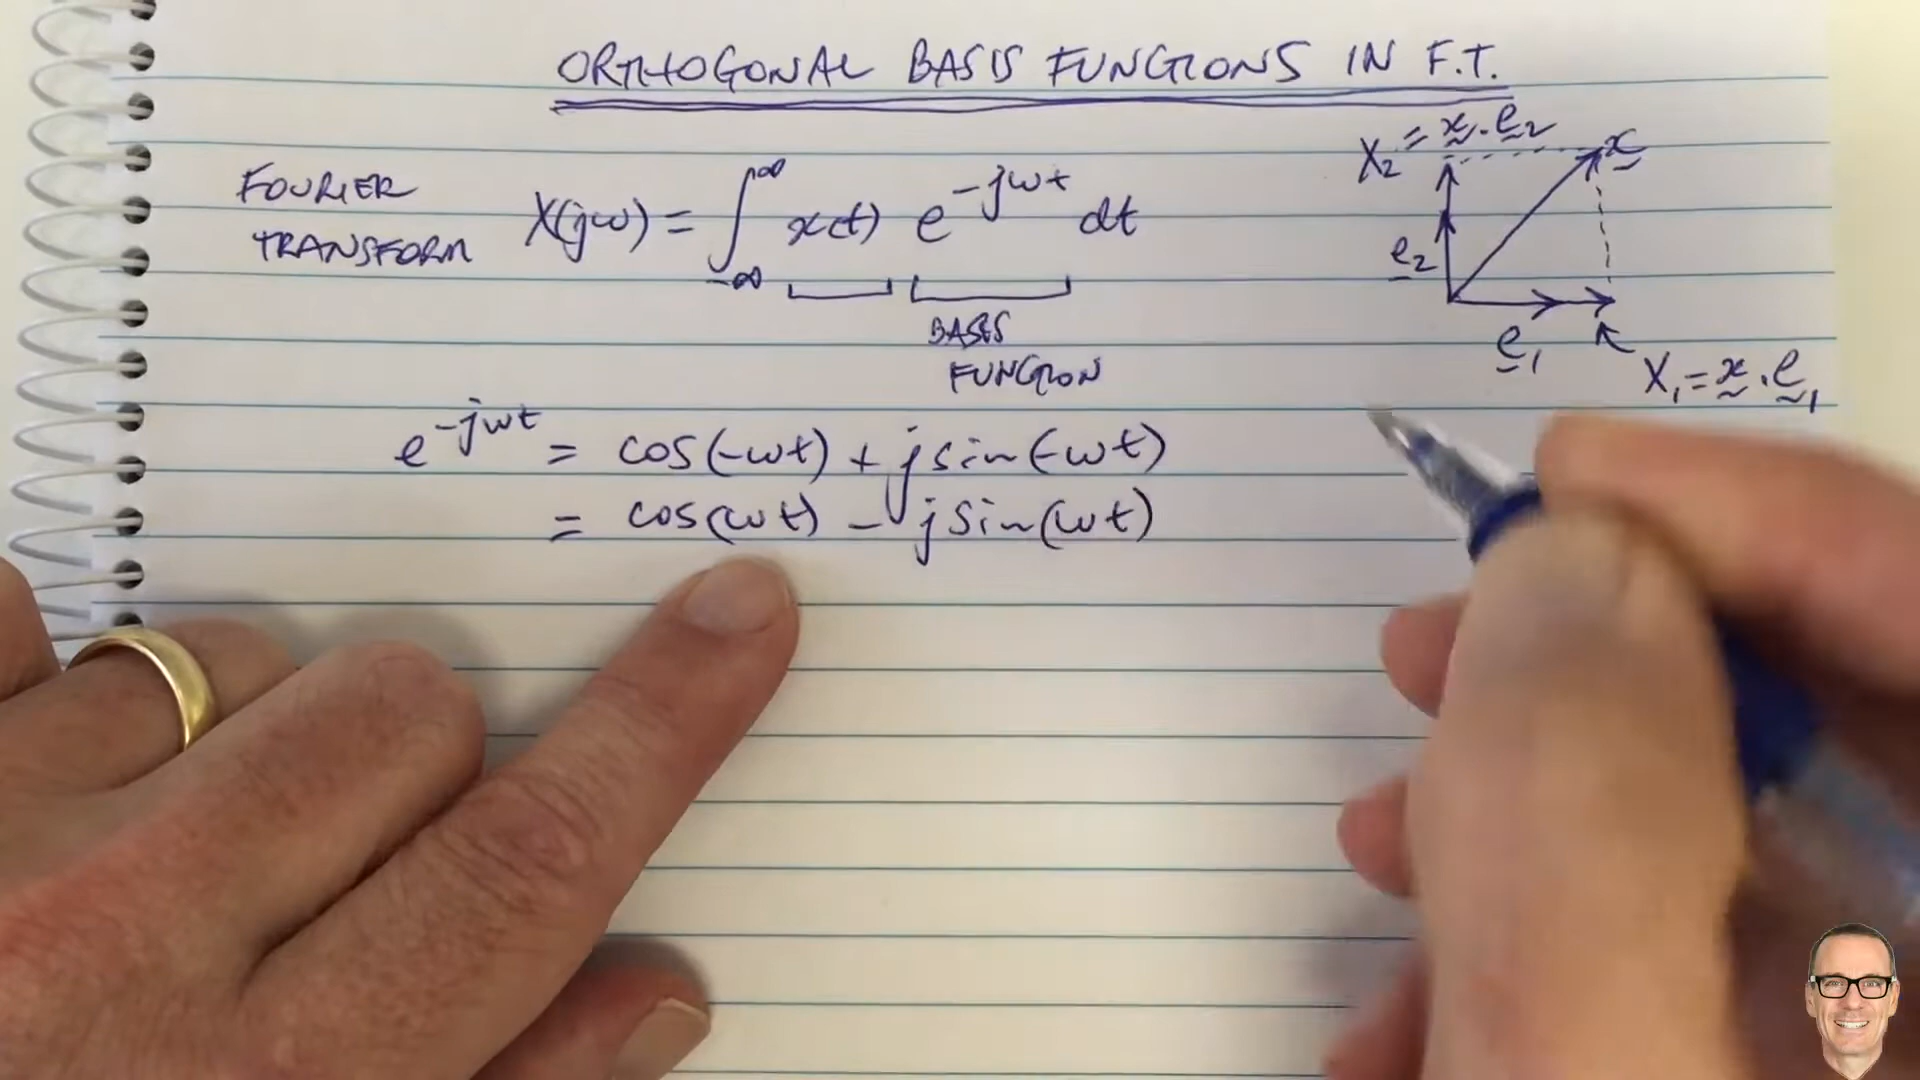 ORTHOGONAL BASIS FUNCTIONS IN F.T.
FOURIER
TRANSFORM
X(jω) = ∫_{-∞}^{∞} x(t) e^{-jωt} dt
BASIS
FUNCTION
X₂ = x · e₂
x
e₂
e₁
X₁ = x · e₁
e^{-jωt} = cos(-ωt) + j sin(-ωt)
= cos(ωt) - j sin(ωt)